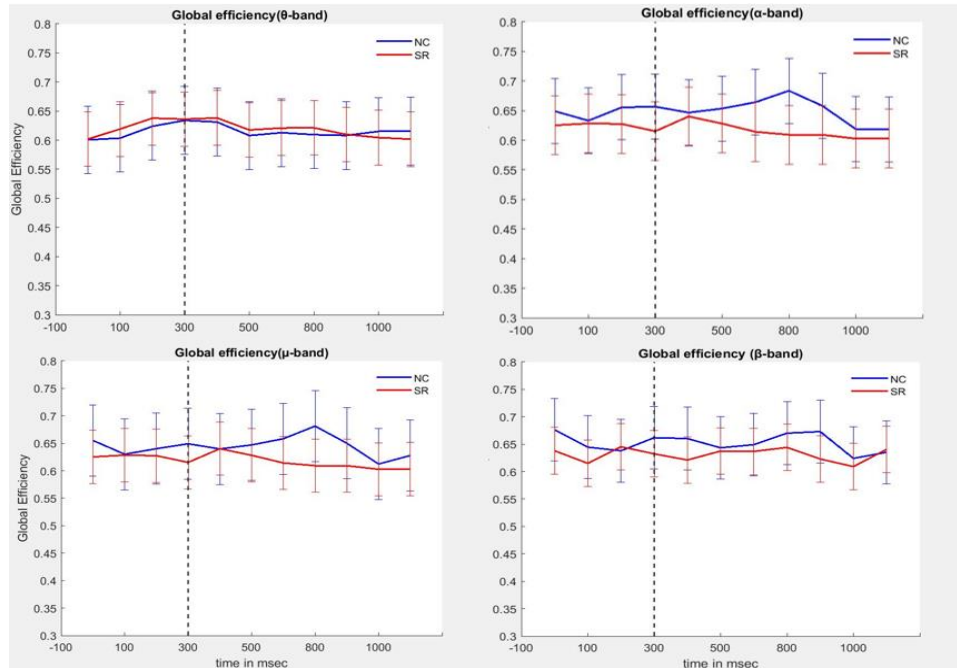 Global efficiency(θ-band)
0.8
0.75
0.7
0.65
0.6
0.55
0.5
0.45
0.4
0.35
0.3
Global Efficiency
NC
SR
-100 100 300 500 800 1000
Global efficiency(α-band)
0.8
0.75
0.7
0.65
0.6
0.55
0.5
0.45
0.4
0.35
0.3
NC
SR
-100 100 300 500 800 1000
Global efficiency(μ-band)
0.8
0.75
0.7
0.65
0.6
0.55
0.5
0.45
0.4
0.35
0.3
Global Efficiency
NC
SR
-100 100 300 500 800 1000
time in msec
Global efficiency (β-band)
0.8
0.75
0.7
0.65
0.6
0.55
0.5
0.45
0.4
0.35
0.3
NC
SR
-100 100 300 500 800 1000
time in msec